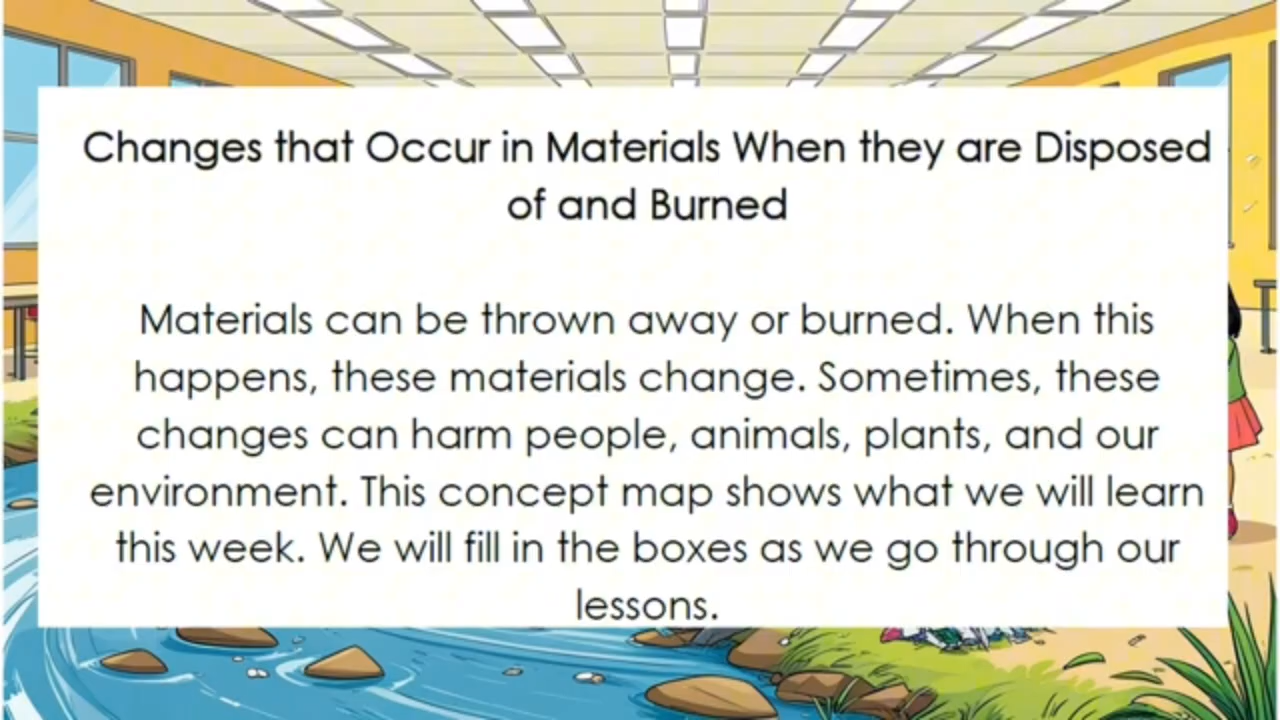 Changes that Occur in Materials When they are Disposed
of and Burned
Materials can be thrown away or burned. When this
happens, these materials change. Sometimes, these
changes can harm people, animals, plants, and our
environment. This concept map shows what we will learn
this week. We will fill in the boxes as we go through our
lessons.